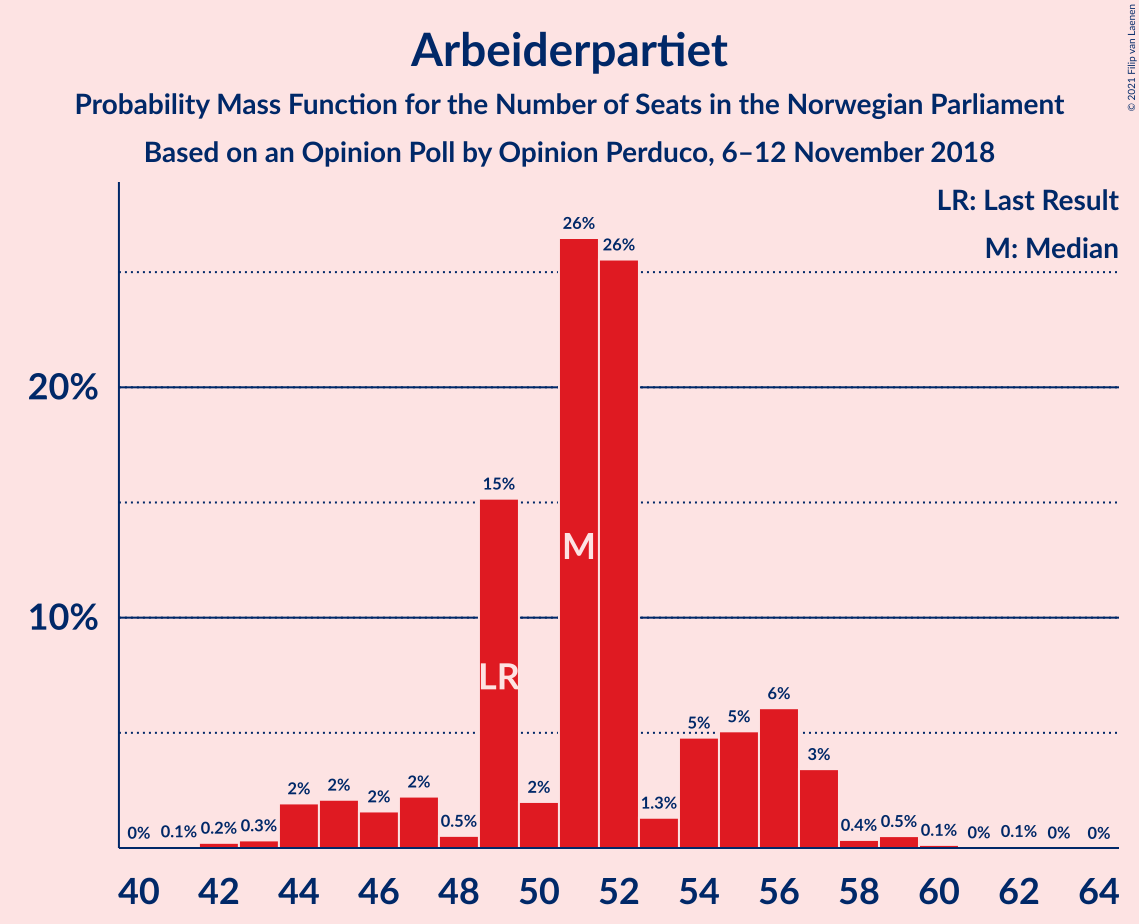 Arbeiderpartiet
Probability Mass Function for the Number of Seats in the Norwegian Parliament
Based on an Opinion Poll by Opinion Perduco, 6–12 November 2018
© 2021 Filip van Laenen
LR: Last Result
M: Median
20%
10%
0% 0.1% 0.2% 0.3% 2% 2% 2% 2% 0.5% 15% 2% 26% 26% 1.3% 5% 5% 6% 3% 0.4% 0.5% 0.1% 0% 0.1% 0% 0%
LR
M
40 42 44 46 48 50 52 54 56 58 60 62 64